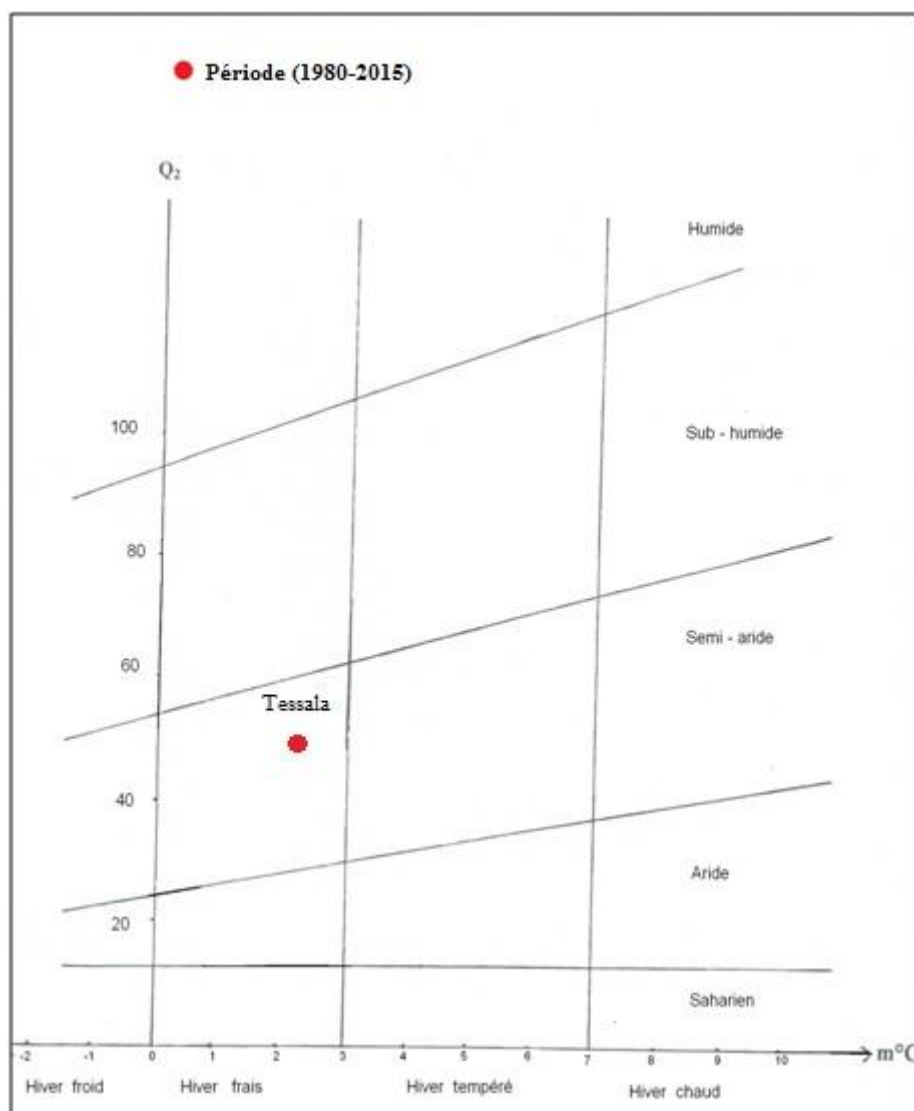 Période (1980-2015)
Q₂
Humide
100
Sub - humide
80
Semi - aride
60
Tessala
40
Aride
20
Saharien
-2 -1 0 1 2 3 4 5 6 7 8 9 10 m°C
Hiver froid Hiver frais Hiver tempéré Hiver chaud